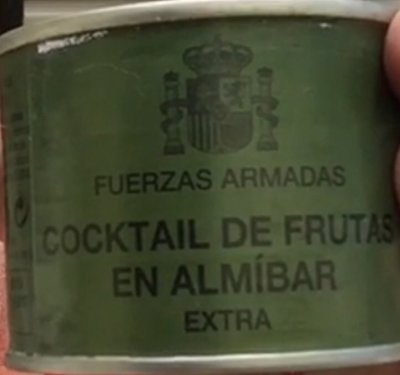 FUERZAS ARMADAS
COCKTAIL DE FRUTAS
EN ALMÍBAR
EXTRA